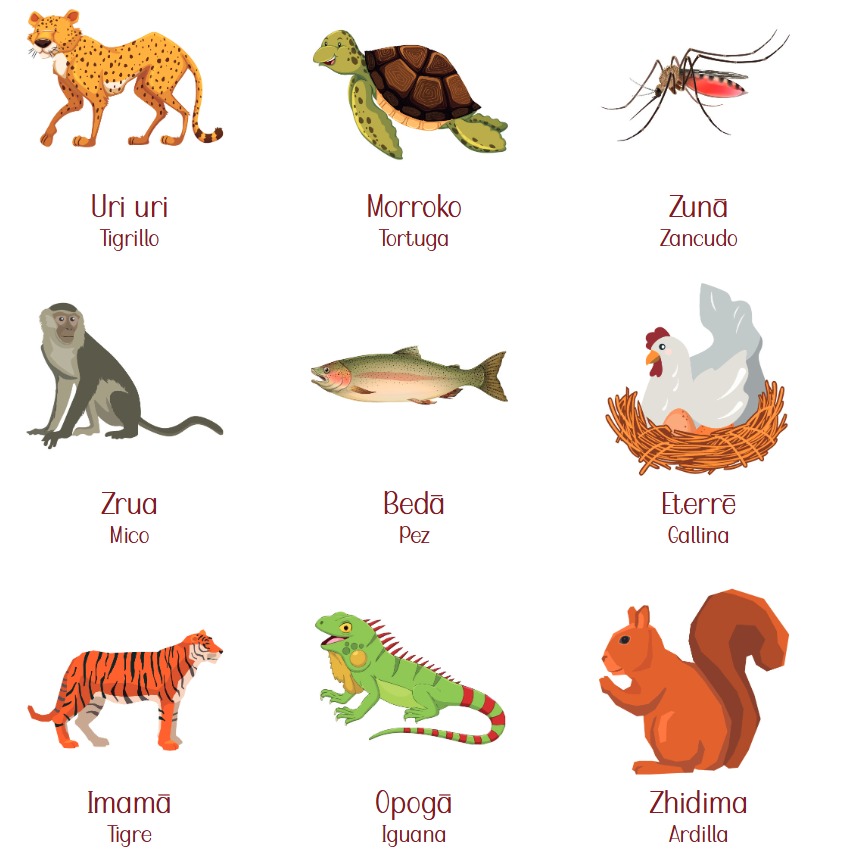 Uri uri
Tigrillo
Morroko
Tortuga
Zunā
Zancudo
Zrua
Mico
Bedā
Pez
Eterrē
Gallina
Imamā
Tigre
Opogā
Iguana
Zhidima
Ardilla